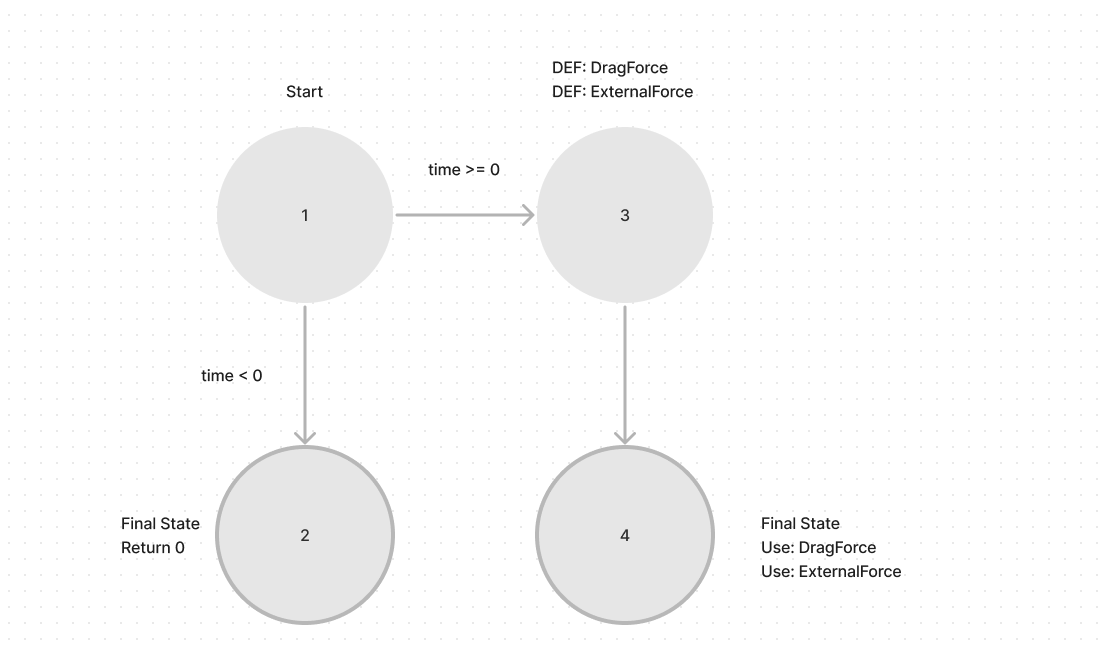 Start
DEF: DragForce
DEF: ExternalForce
time >= 0
1
3
time < 0
Final State
Return 0
2
4
Final State
Use: DragForce
Use: ExternalForce